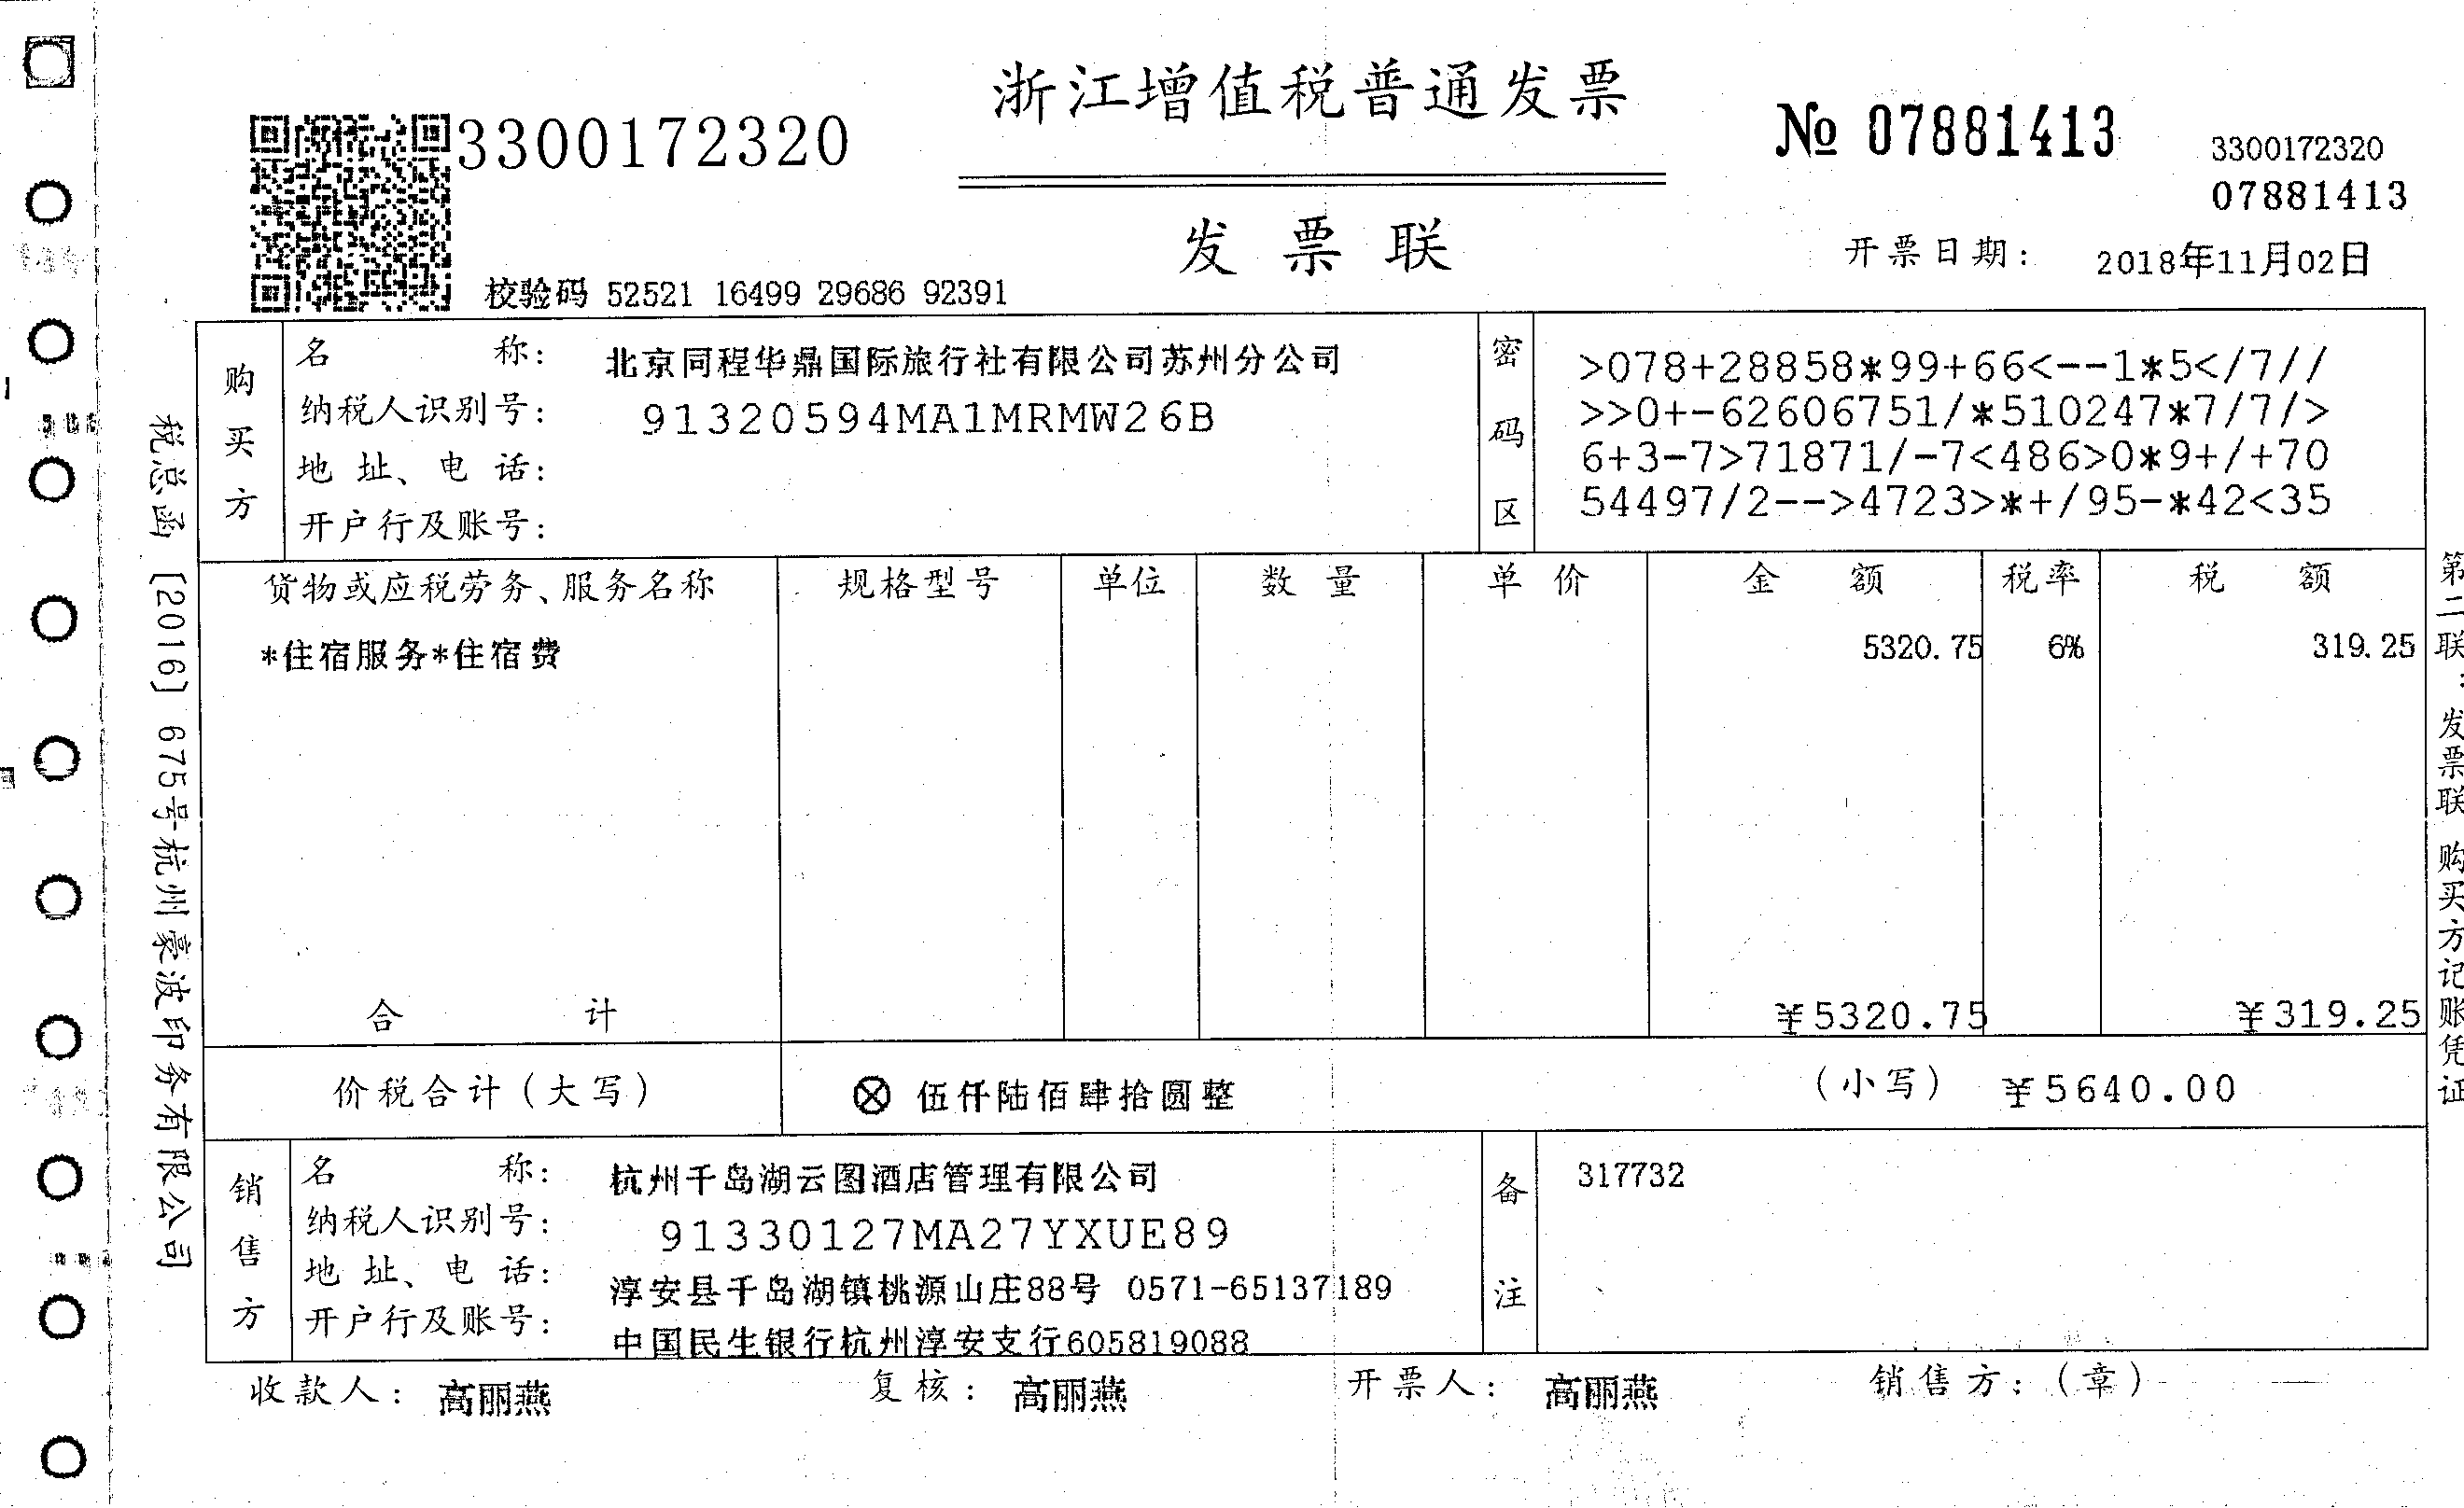 浙江增值税普通发票
3300172320
№ 07881413
3300172320
07881413
发票联
开票日期: 2018年11月02日
校验码 52521 16499 29686 92391
购买方
名称: 北京同程华鼎国际旅行社有限公司苏州分公司
纳税人识别号: 91320594MA1MRMW26B
地址、电话:
开户行及账号:
密码区
>078+28858*99+66<--1*5</7//
>>0+-62606751/*510247*7/7/>
6+3-7>71871/-7<486>0*9+/+70
54497/2-->4723>*+/95-*42<35
货物或应税劳务、服务名称 规格型号 单位 数量 单价 金额 税率 税额
*住宿服务*住宿费 5320.75 6% 319.25
合计 ¥5320.75 ¥319.25
价税合计(大写) ⊗ 伍仟陆佰肆拾圆整 (小写) ¥5640.00
销售方
名称: 杭州千岛湖云图酒店管理有限公司
纳税人识别号: 91330127MA27YXUE89
地址、电话: 淳安县千岛湖镇桃源山庄88号 0571-65137189
开户行及账号: 中国民生银行杭州淳安支行605819088
备注
317732
收款人: 高丽燕 复核: 高丽燕 开票人: 高丽燕 销售方:(章)
税总函[2016]675号杭州豪波印务有限公司
第二联:发票联 购买方记账凭证